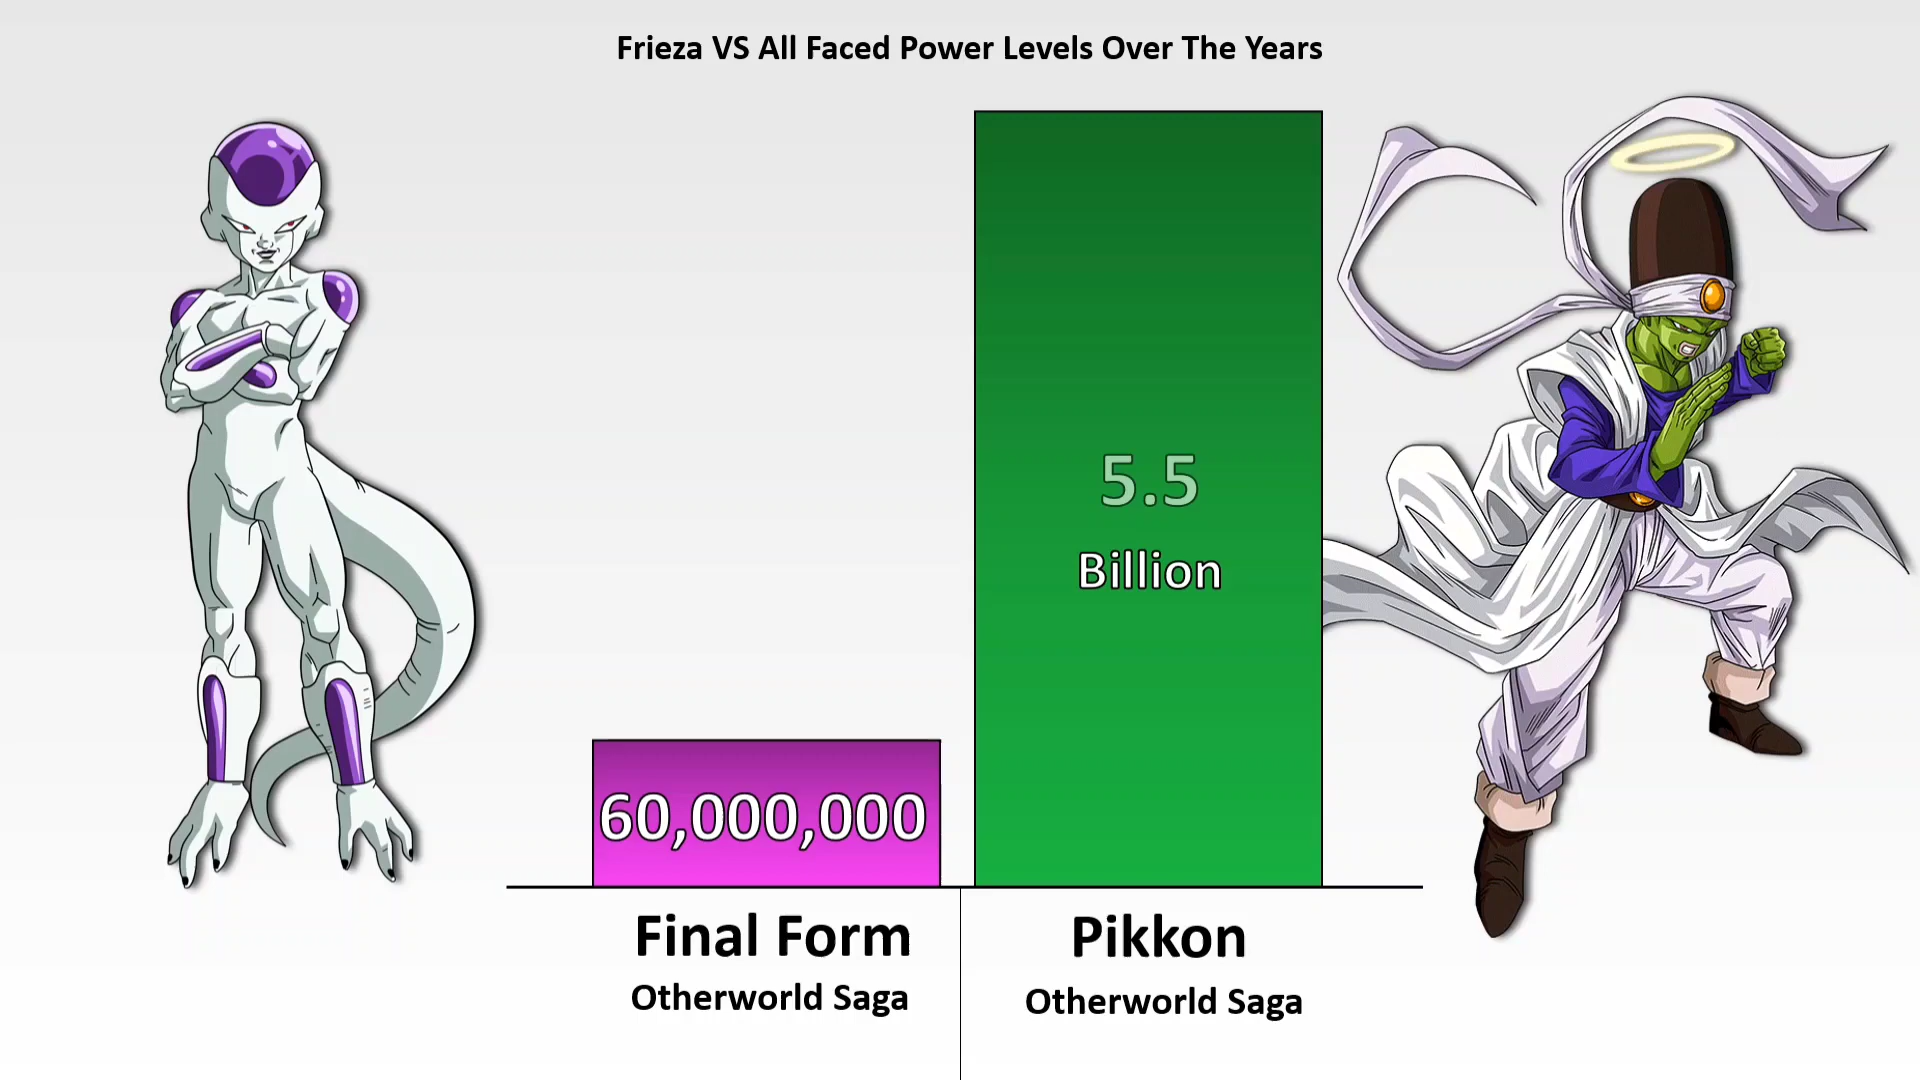 Frieza VS All Faced Power Levels Over The Years
5.5
Billion
60,000,000
Final Form
Otherworld Saga
Pikkon
Otherworld Saga